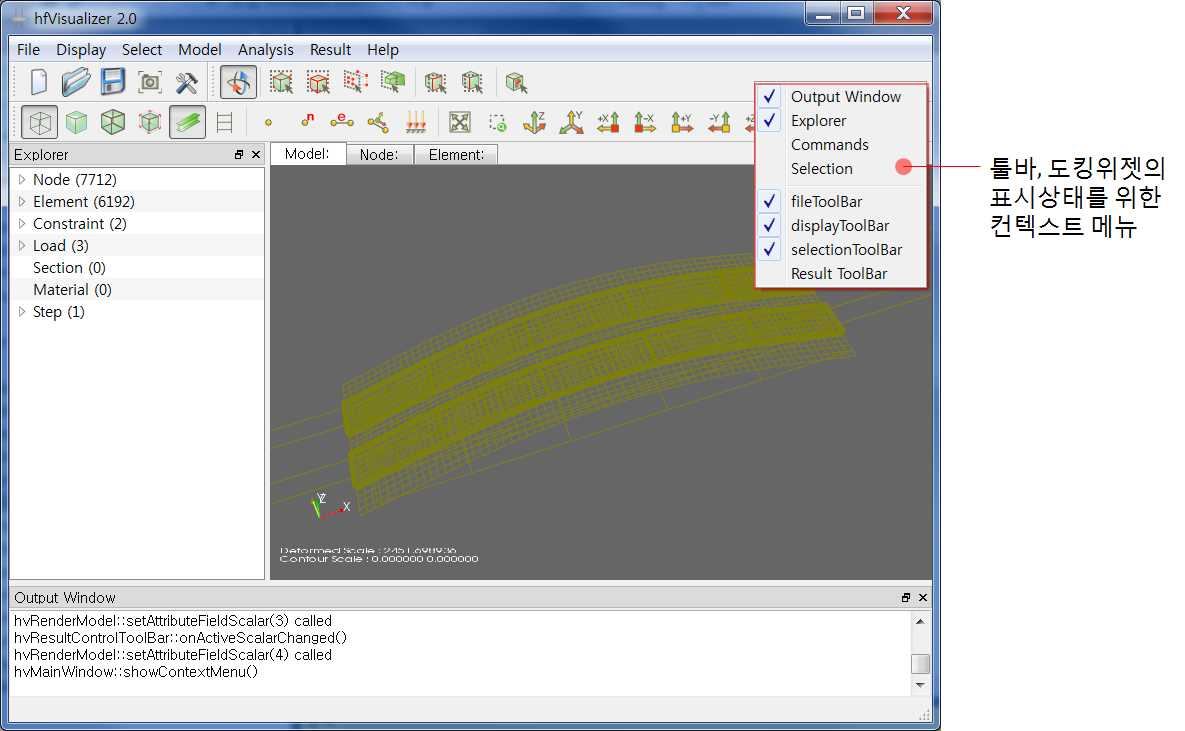 hfVisualizer 2.0
File Display Select Model Analysis Result Help
n e Z Y +X -X +Y -Y
Explorer
Model: Node: Element:
Node (7712)
Element (6192)
Constraint (2)
Load (3)
Section (0)
Material (0)
Step (1)
Output Window
Explorer
Commands
Selection
fileToolBar
displayToolBar
selectionToolBar
Result ToolBar
툴바, 도킹위젯의
표시상태를 위한
컨텍스트 메뉴
Y Z X
Deformed Scale : 2451.698936
Contour Scale : 0.000000 0.000000
Output Window
hvRenderModel::setAttributeFieldScalar(3) called
hvResultControlToolBar::onActiveScalarChanged()
hvRenderModel::setAttributeFieldScalar(4) called
hvMainWindow::showContextMenu()